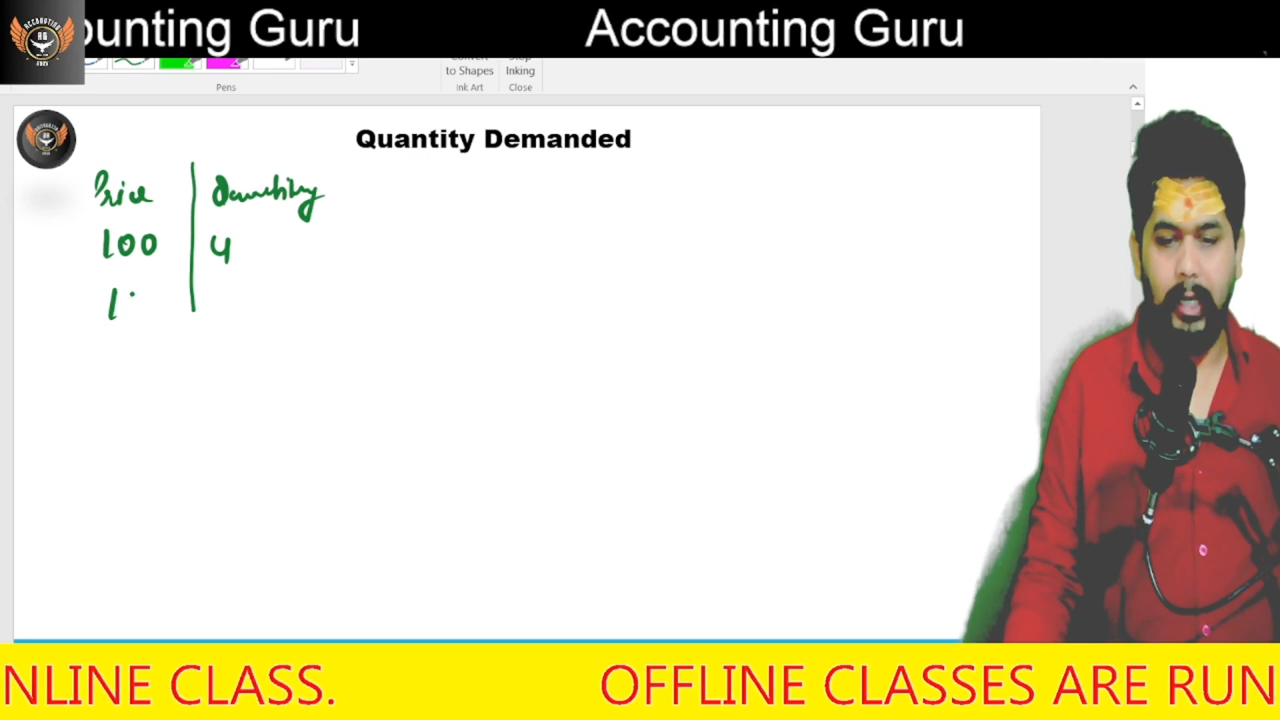 ounting Guru Accounting Guru
to Shapes Inking
Pens Ink Art Close
Quantity Demanded
Price Quantity
100 4
NLINE CLASS. OFFLINE CLASSES ARE RUN